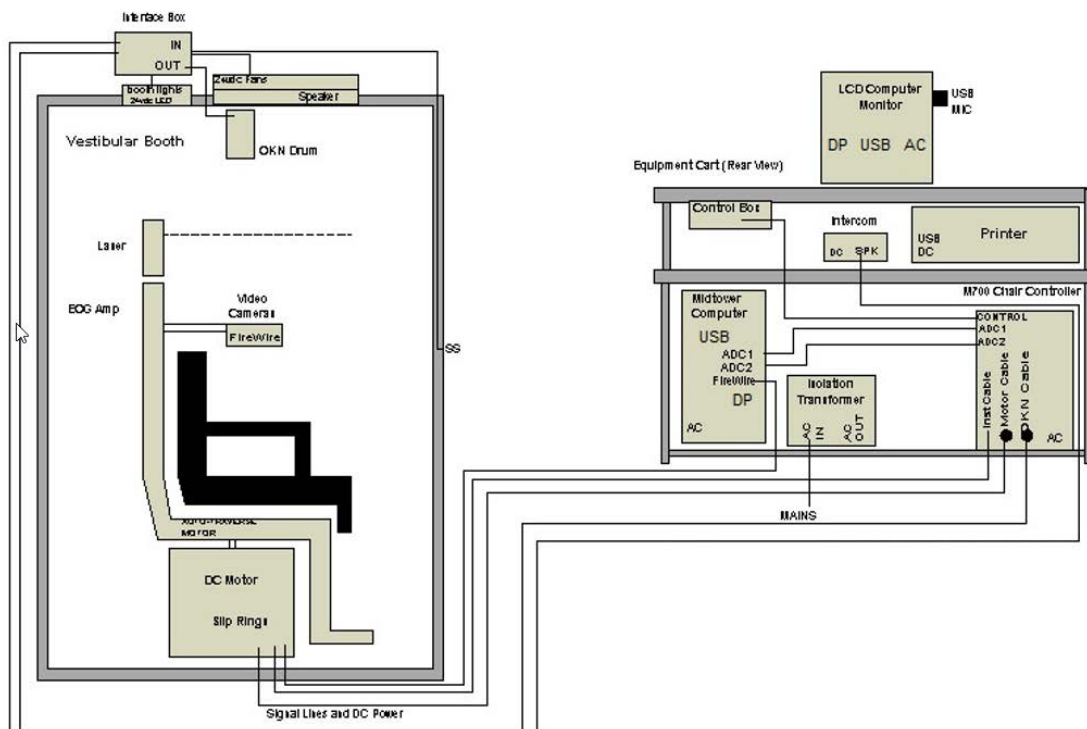 Interface Box
IN
OUT
booth lights
24vdc LED
24vdc Fans
Speaker
Vestibular Booth
OKN Drum
Laser
EOG Amp
Video
Cameras
FireWire
SS
AUTO-TRAVERSE
MOTOR
DC Motor
Slip Rings
Signal Lines and DC Power
LCD Computer
Monitor
DP USB AC
USB
MIC
Equipment Cart (Rear View)
Control Box
Intercom
DC SPK
Printer
USB
DC
M700 Chair Controller
Midtower
Computer
USB
ADC1
ADC2
FireWire
DP
AC
Isolation
Transformer
AC
IN
AC
OUT
MAINS
CONTROL
ADC1
ADC2
Inst Cable
Motor Cable
OKN Cable
AC